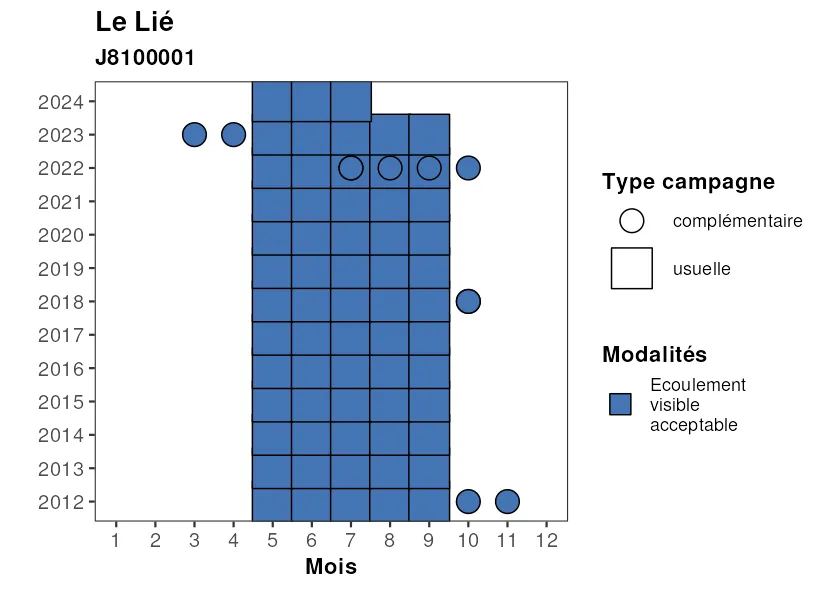 Le Lié
J8100001
2024
2023
2022
2021
2020
2019
2018
2017
2016
2015
2014
2013
2012
1 2 3 4 5 6 7 8 9 10 11 12
Mois
Type campagne
complémentaire
usuelle
Modalités
Ecoulement
visible
acceptable